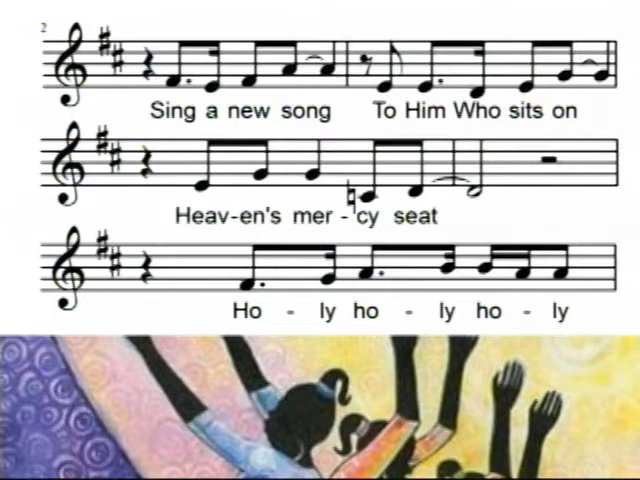 2
Sing a new song To Him Who sits on
Heav-en's mer-cy seat
Ho - ly ho - ly ho - ly